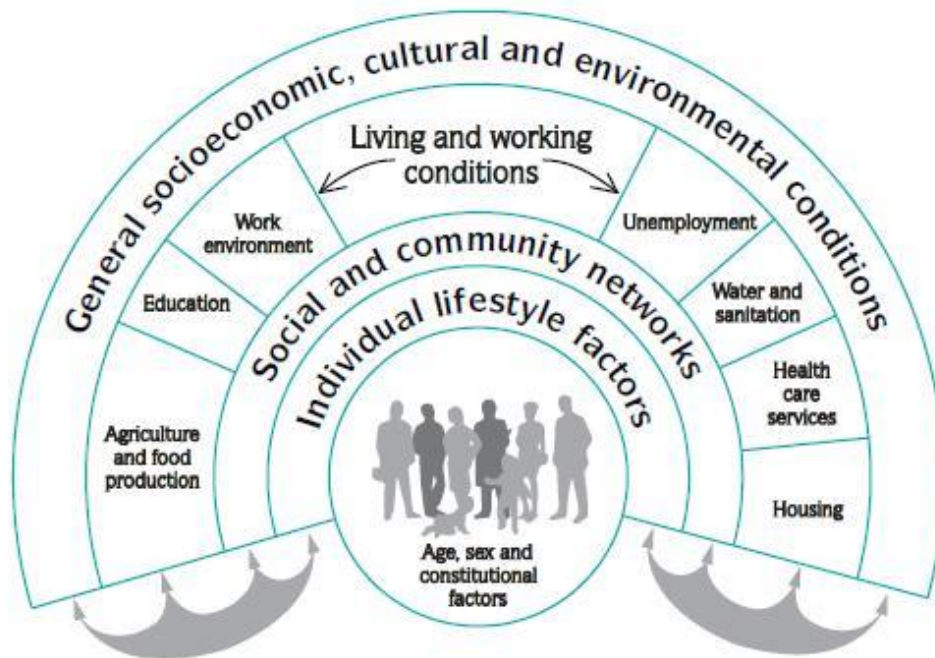 General socioeconomic, cultural and environmental conditions
Living and working
conditions
Work
environment
Unemployment
Education
Water and
sanitation
Agriculture
and food
production
Health
care
services
Housing
Social and community networks
Individual lifestyle factors
Age, sex and
constitutional
factors